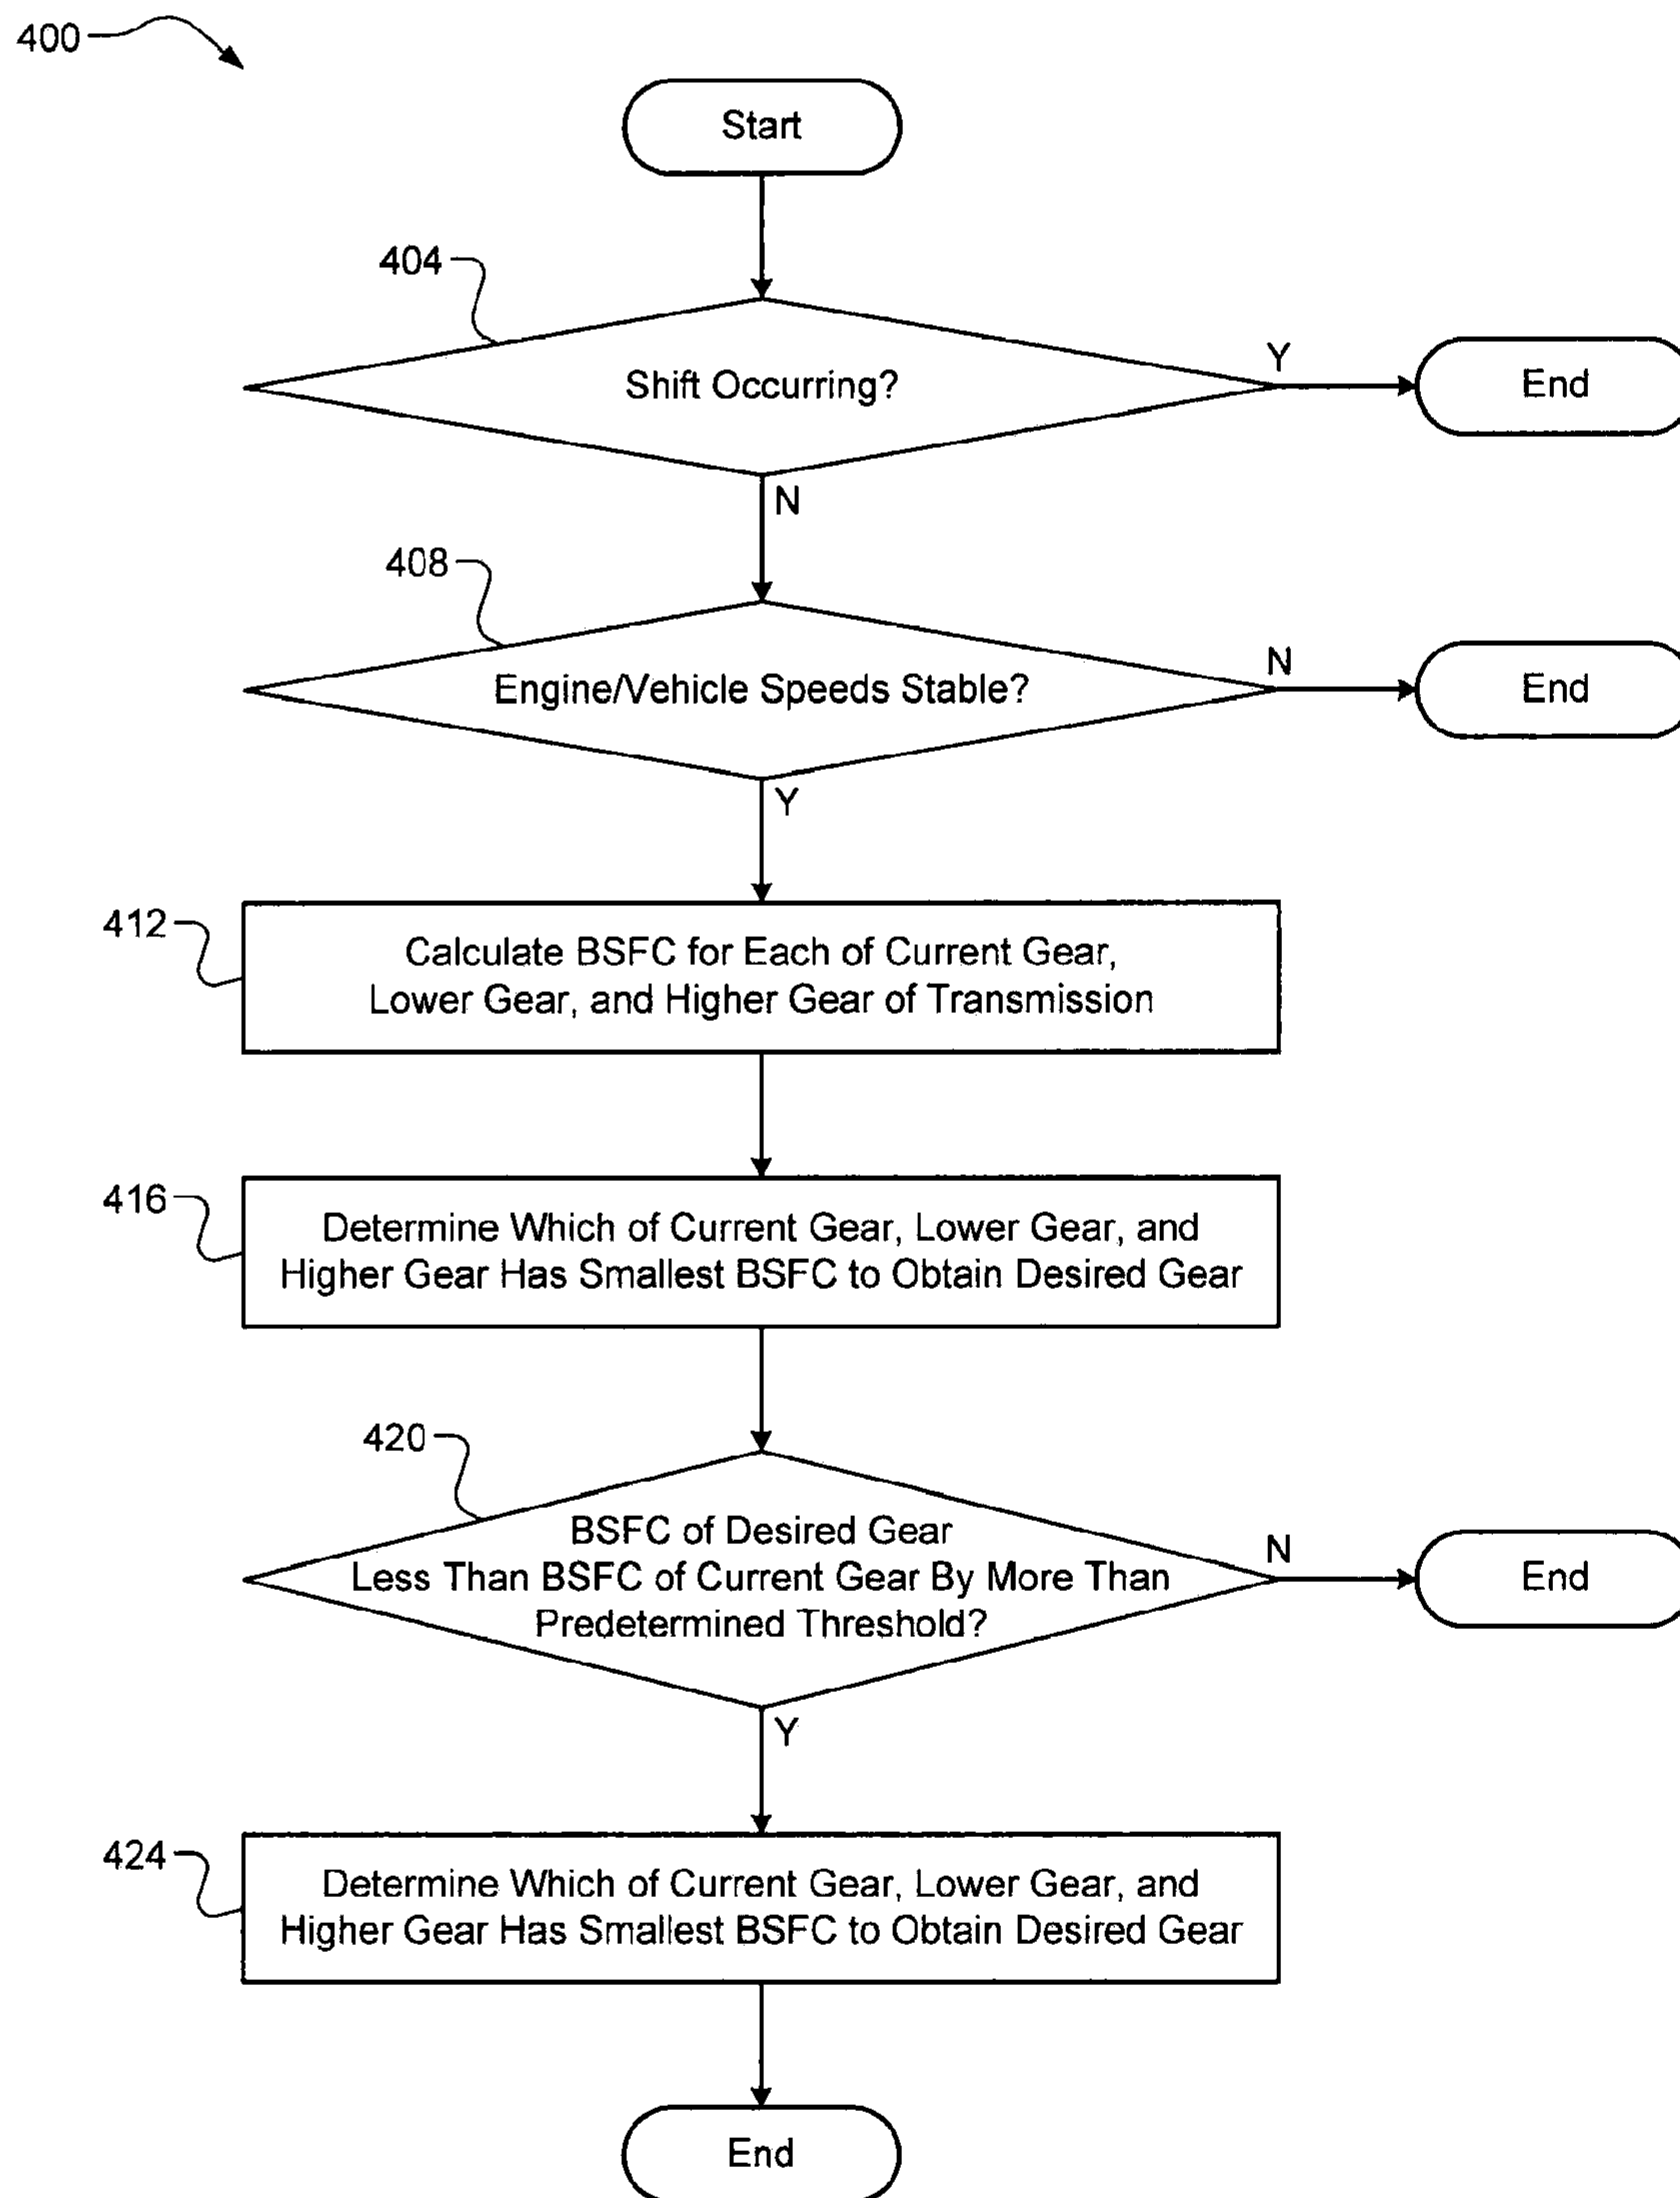 400
Start
404
Shift Occurring?
Y
End
N
408
Engine/Vehicle Speeds Stable?
N
End
Y
412
Calculate BSFC for Each of Current Gear,
Lower Gear, and Higher Gear of Transmission
416
Determine Which of Current Gear, Lower Gear, and
Higher Gear Has Smallest BSFC to Obtain Desired Gear
420
BSFC of Desired Gear
Less Than BSFC of Current Gear By More Than
Predetermined Threshold?
N
End
Y
424
Determine Which of Current Gear, Lower Gear, and
Higher Gear Has Smallest BSFC to Obtain Desired Gear
End